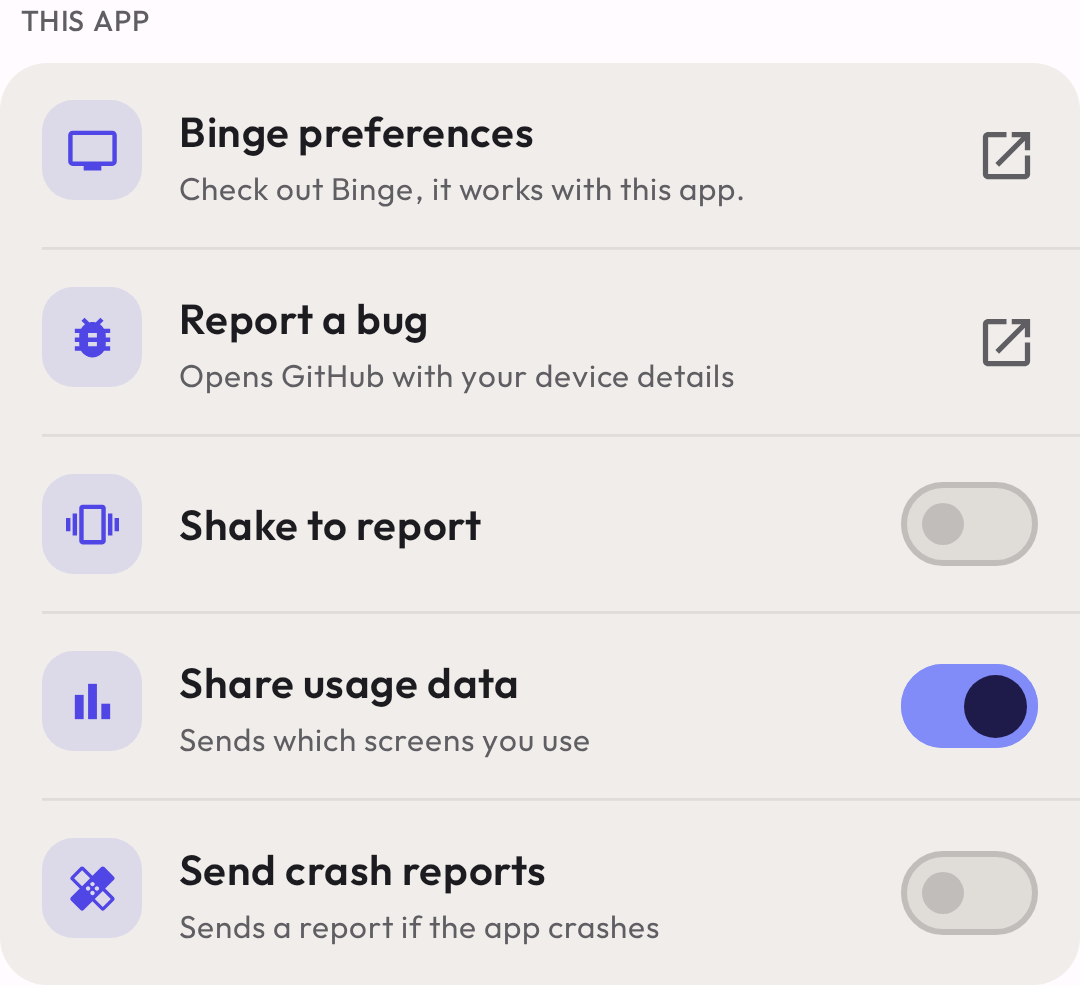 THIS APP
Binge preferences
Check out Binge, it works with this app.
Report a bug
Opens GitHub with your device details
Shake to report
Share usage data
Sends which screens you use
Send crash reports
Sends a report if the app crashes